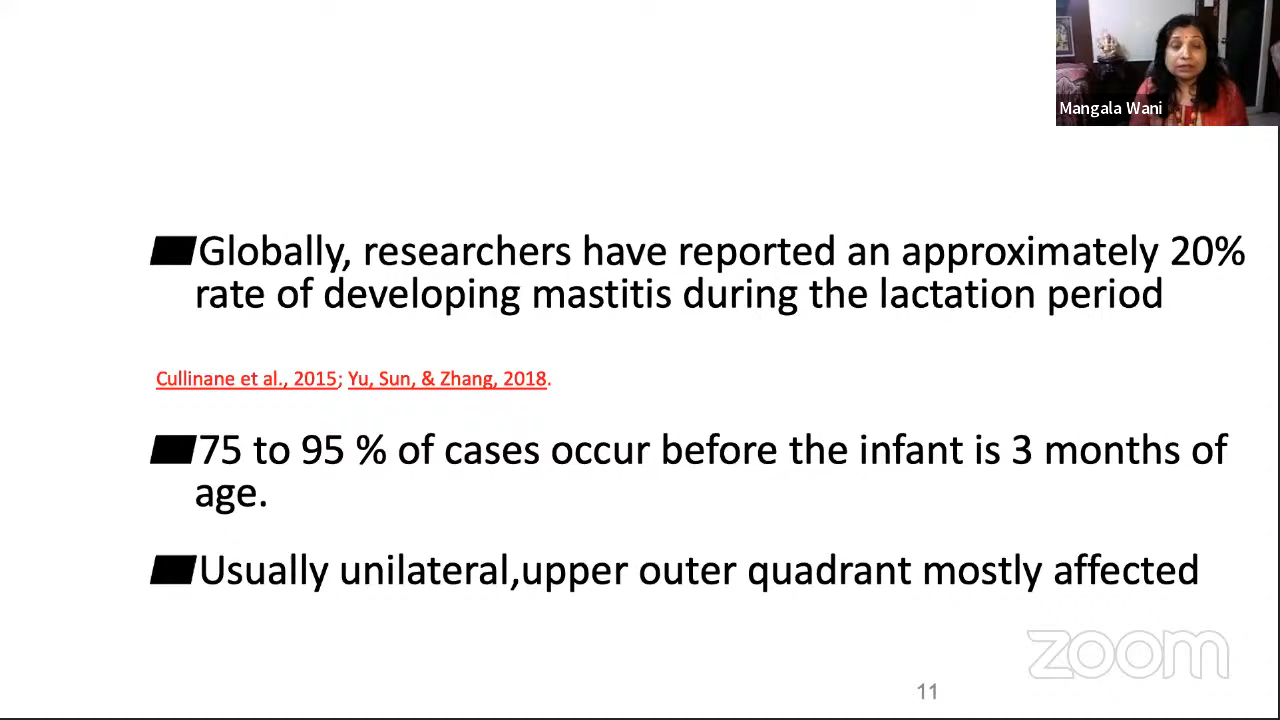 Mangala Wani
Globally, researchers have reported an approximately 20%
rate of developing mastitis during the lactation period
Cullinane et al., 2015; Yu, Sun, & Zhang, 2018.
75 to 95 % of cases occur before the infant is 3 months of
age.
Usually unilateral,upper outer quadrant mostly affected
zoom
11